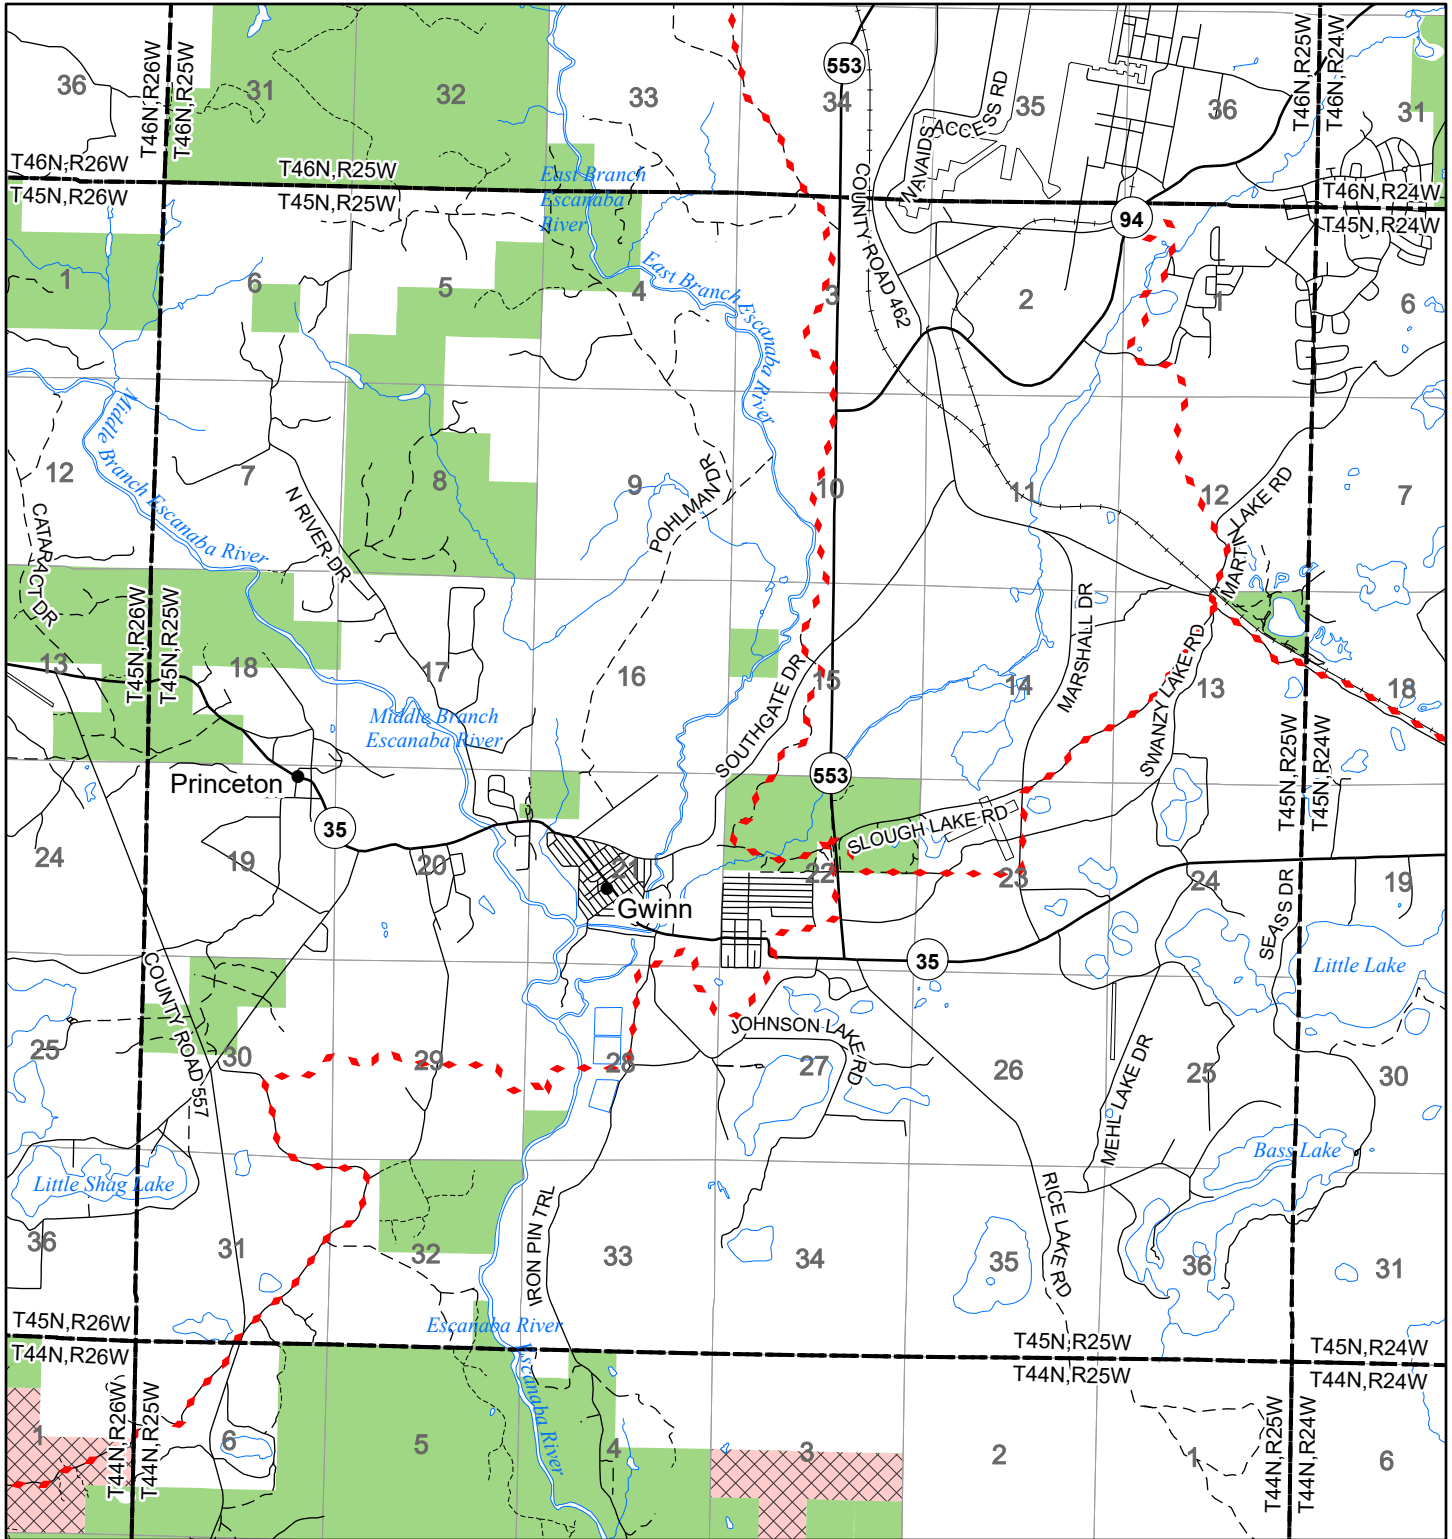 36
T46N,R26W
T46N,R25W
31
32
33
553
34
35
NAVAIDS
ACCESS RD
36
T46N,R25W
T46N,R24W
31
T46N,R26W
T45N,R26W
T46N,R25W
T45N,R25W
East Branch
Escanaba
River
COUNTY ROAD 462
94
T46N,R24W
T45N,R24W
1
6
5
4
East Branch Escanaba River
3
2
1
6
Middle Branch Escanaba River
12
CATARACT DR
7
N RIVER DR
8
9
POHLMAN DR
10
11
12
MARTIN LAKE RD
7
T45N,R26W
T45N,R25W
13
18
17
16
SOUTHGATE DR
15
14
MARSHALL DR
SWANZY LAKE RD
13
18
Middle Branch
Escanaba River
T45N,R25W
T45N,R24W
Princeton
35
553
SLOUGH LAKE RD
24
19
20
21
22
23
24
19
Gwinn
35
SEASS DR
Little Lake
COUNTY ROAD 557
25
30
29
28
JOHNSON LAKE RD
27
26
MEHL LAKE DR
25
30
Little Shag Lake
Bass Lake
36
31
32
IRON PIN TRL
33
34
35
RICE LAKE RD
36
31
Escanaba River
T45N,R26W
T44N,R26W
T45N,R25W
T44N,R25W
T45N,R24W
T44N,R24W
Escanaba River
1
T44N,R26W
T44N,R25W
6
5
4
3
2
1
T44N,R25W
T44N,R24W
6